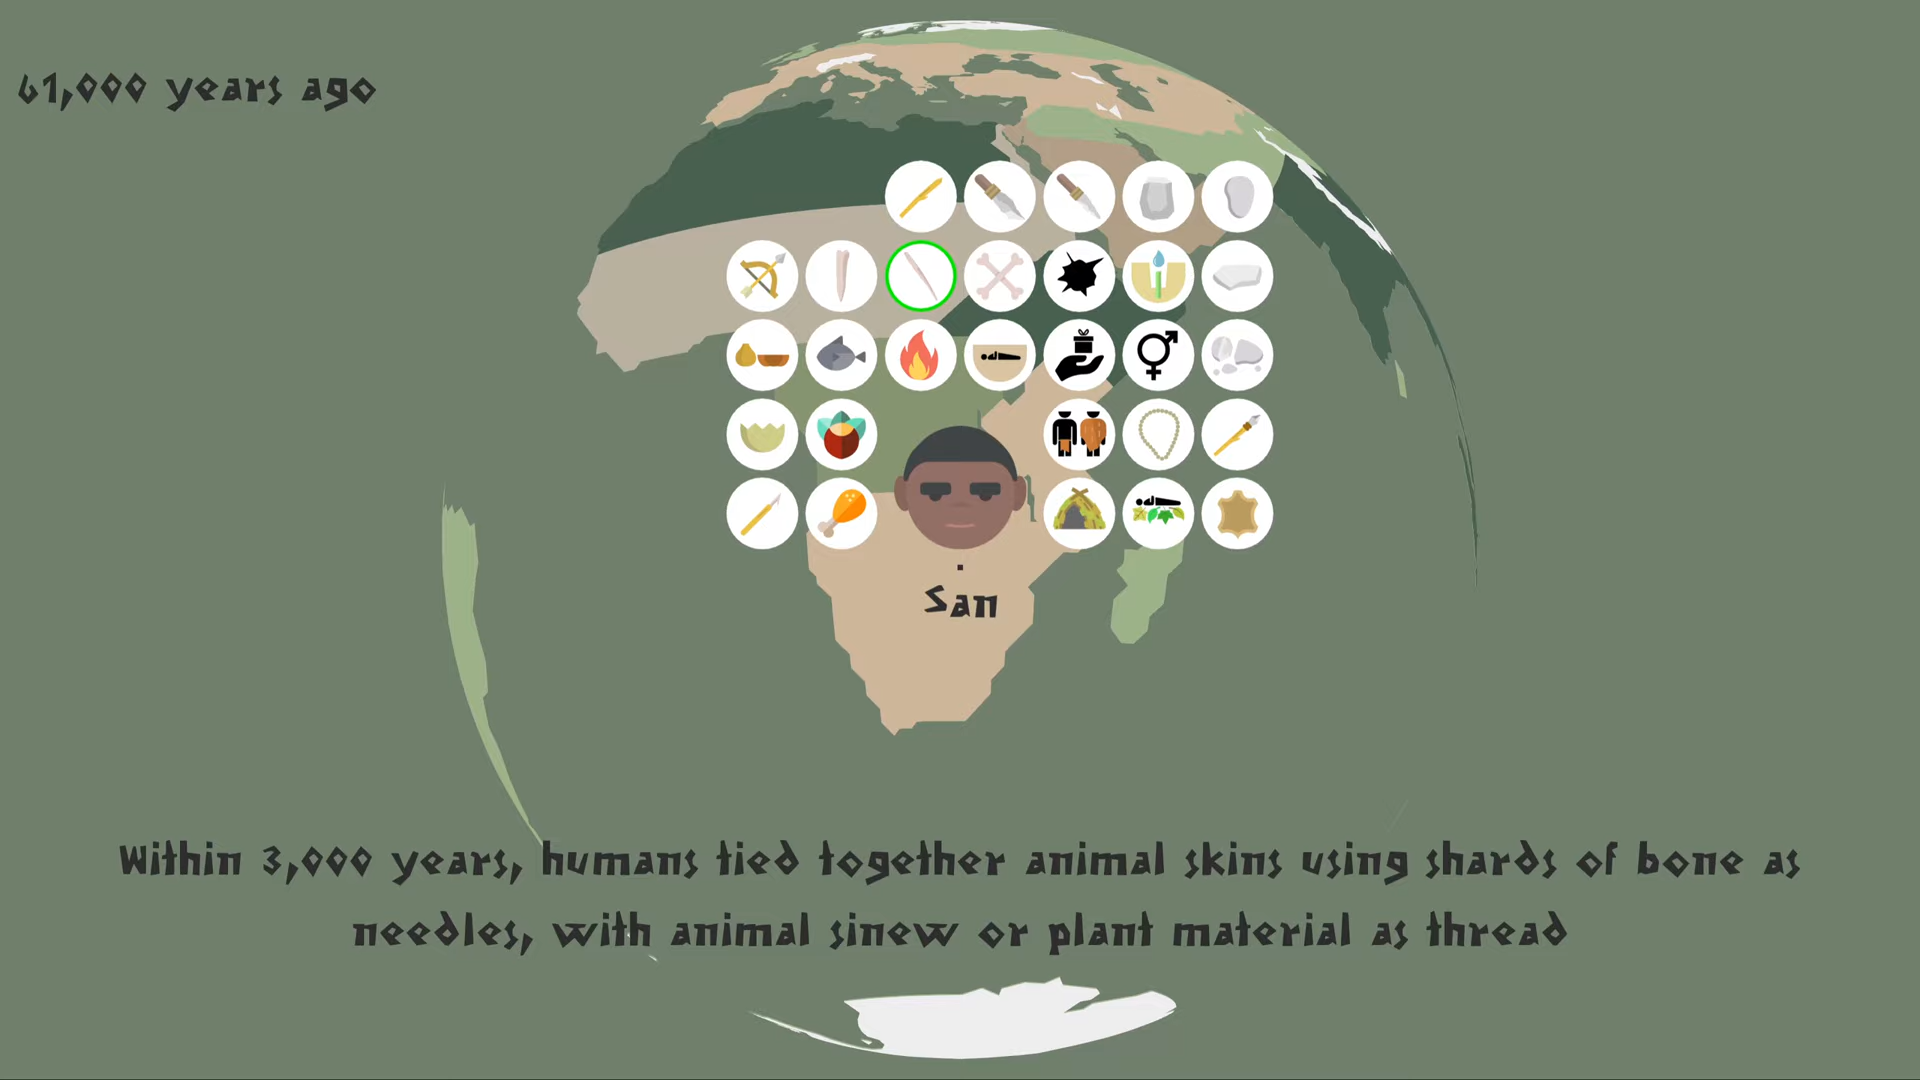 61,000 years ago
San
Within 3,000 years, humans tied together animal skins using shards of bone as
needles, with animal sinew or plant material as thread